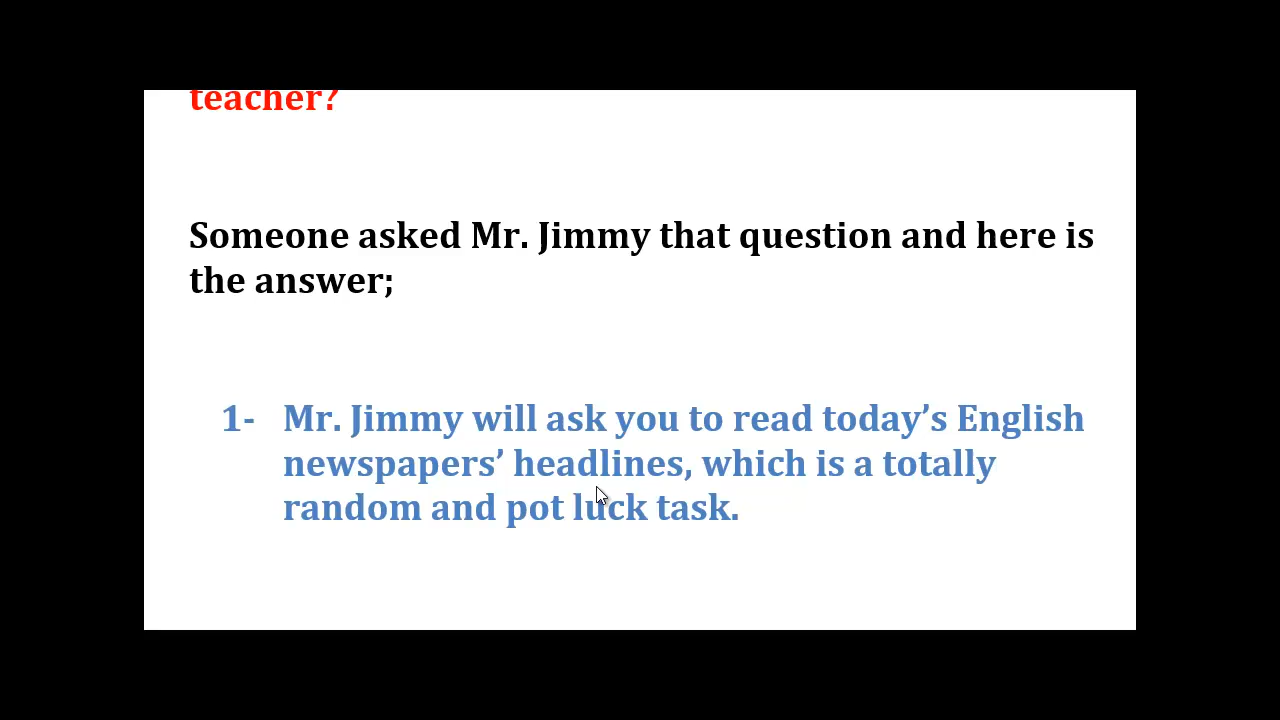 teacher?
Someone asked Mr. Jimmy that question and here is
the answer;
1- Mr. Jimmy will ask you to read today’s English
newspapers’ headlines, which is a totally
random and pot luck task.